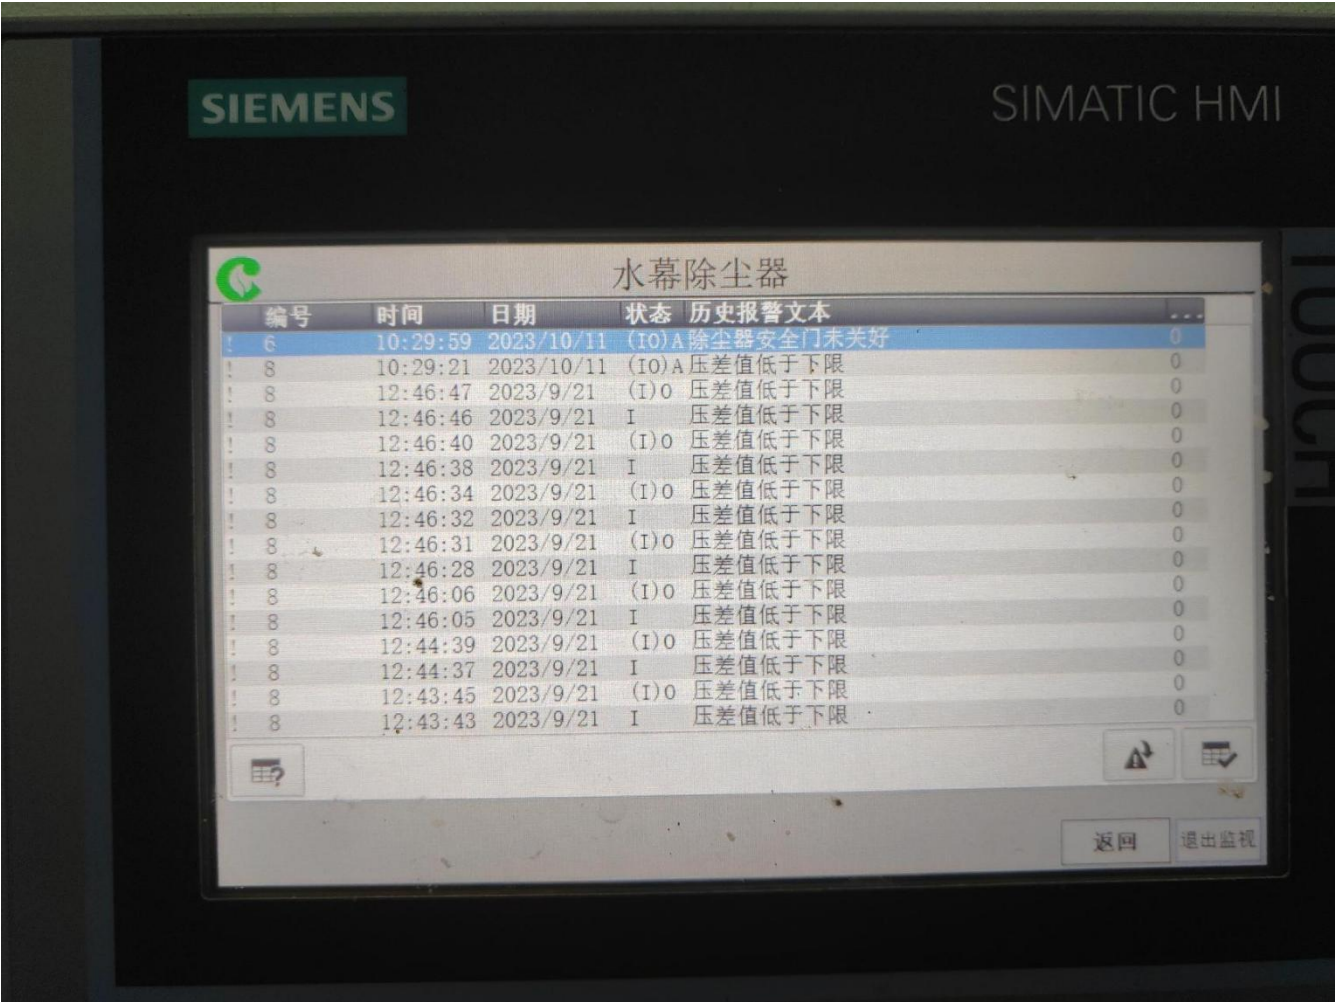 SIEMENS
SIMATIC HMI
TOUCH
水幕除尘器
编号 时间 日期 状态 历史报警文本 ...
! 6 10:29:59 2023/10/11 (IO)A 除尘器安全门未关好 0
! 8 10:29:21 2023/10/11 (IO)A 压差值低于下限 0
! 8 12:46:47 2023/9/21 (I)O 压差值低于下限 0
! 8 12:46:46 2023/9/21 I 压差值低于下限 0
! 8 12:46:40 2023/9/21 (I)O 压差值低于下限 0
! 8 12:46:38 2023/9/21 I 压差值低于下限 0
! 8 12:46:34 2023/9/21 (I)O 压差值低于下限 0
! 8 12:46:32 2023/9/21 I 压差值低于下限 0
! 8 12:46:31 2023/9/21 (I)O 压差值低于下限 0
! 8 12:46:28 2023/9/21 I 压差值低于下限 0
! 8 12:46:06 2023/9/21 (I)O 压差值低于下限 0
! 8 12:46:05 2023/9/21 I 压差值低于下限 0
! 8 12:44:39 2023/9/21 (I)O 压差值低于下限 0
! 8 12:44:37 2023/9/21 I 压差值低于下限 0
! 8 12:43:45 2023/9/21 (I)O 压差值低于下限 0
! 8 12:43:43 2023/9/21 I 压差值低于下限 0
返回 退出监视